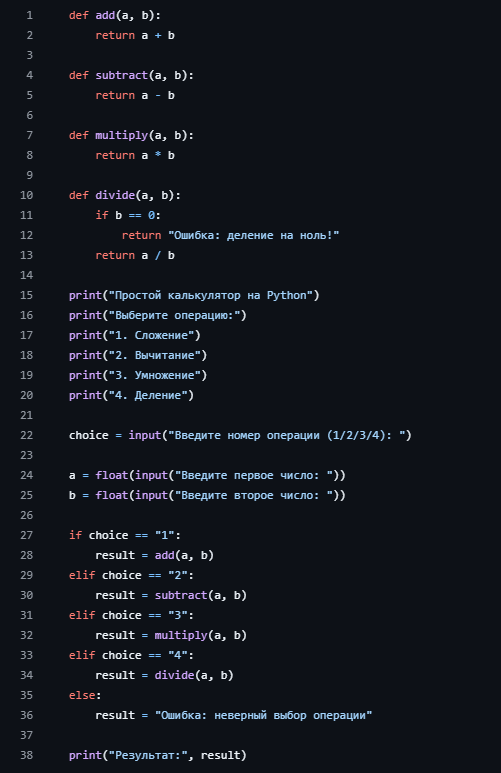 1 def add(a, b):
2     return a + b
3
4 def subtract(a, b):
5     return a - b
6
7 def multiply(a, b):
8     return a * b
9
10 def divide(a, b):
11     if b == 0:
12         return "Ошибка: деление на ноль!"
13     return a / b
14
15 print("Простой калькулятор на Python")
16 print("Выберите операцию:")
17 print("1. Сложение")
18 print("2. Вычитание")
19 print("3. Умножение")
20 print("4. Деление")
21
22 choice = input("Введите номер операции (1/2/3/4): ")
23
24 a = float(input("Введите первое число: "))
25 b = float(input("Введите второе число: "))
26
27 if choice == "1":
28     result = add(a, b)
29 elif choice == "2":
30     result = subtract(a, b)
31 elif choice == "3":
32     result = multiply(a, b)
33 elif choice == "4":
34     result = divide(a, b)
35 else:
36     result = "Ошибка: неверный выбор операции"
37
38 print("Результат:", result)